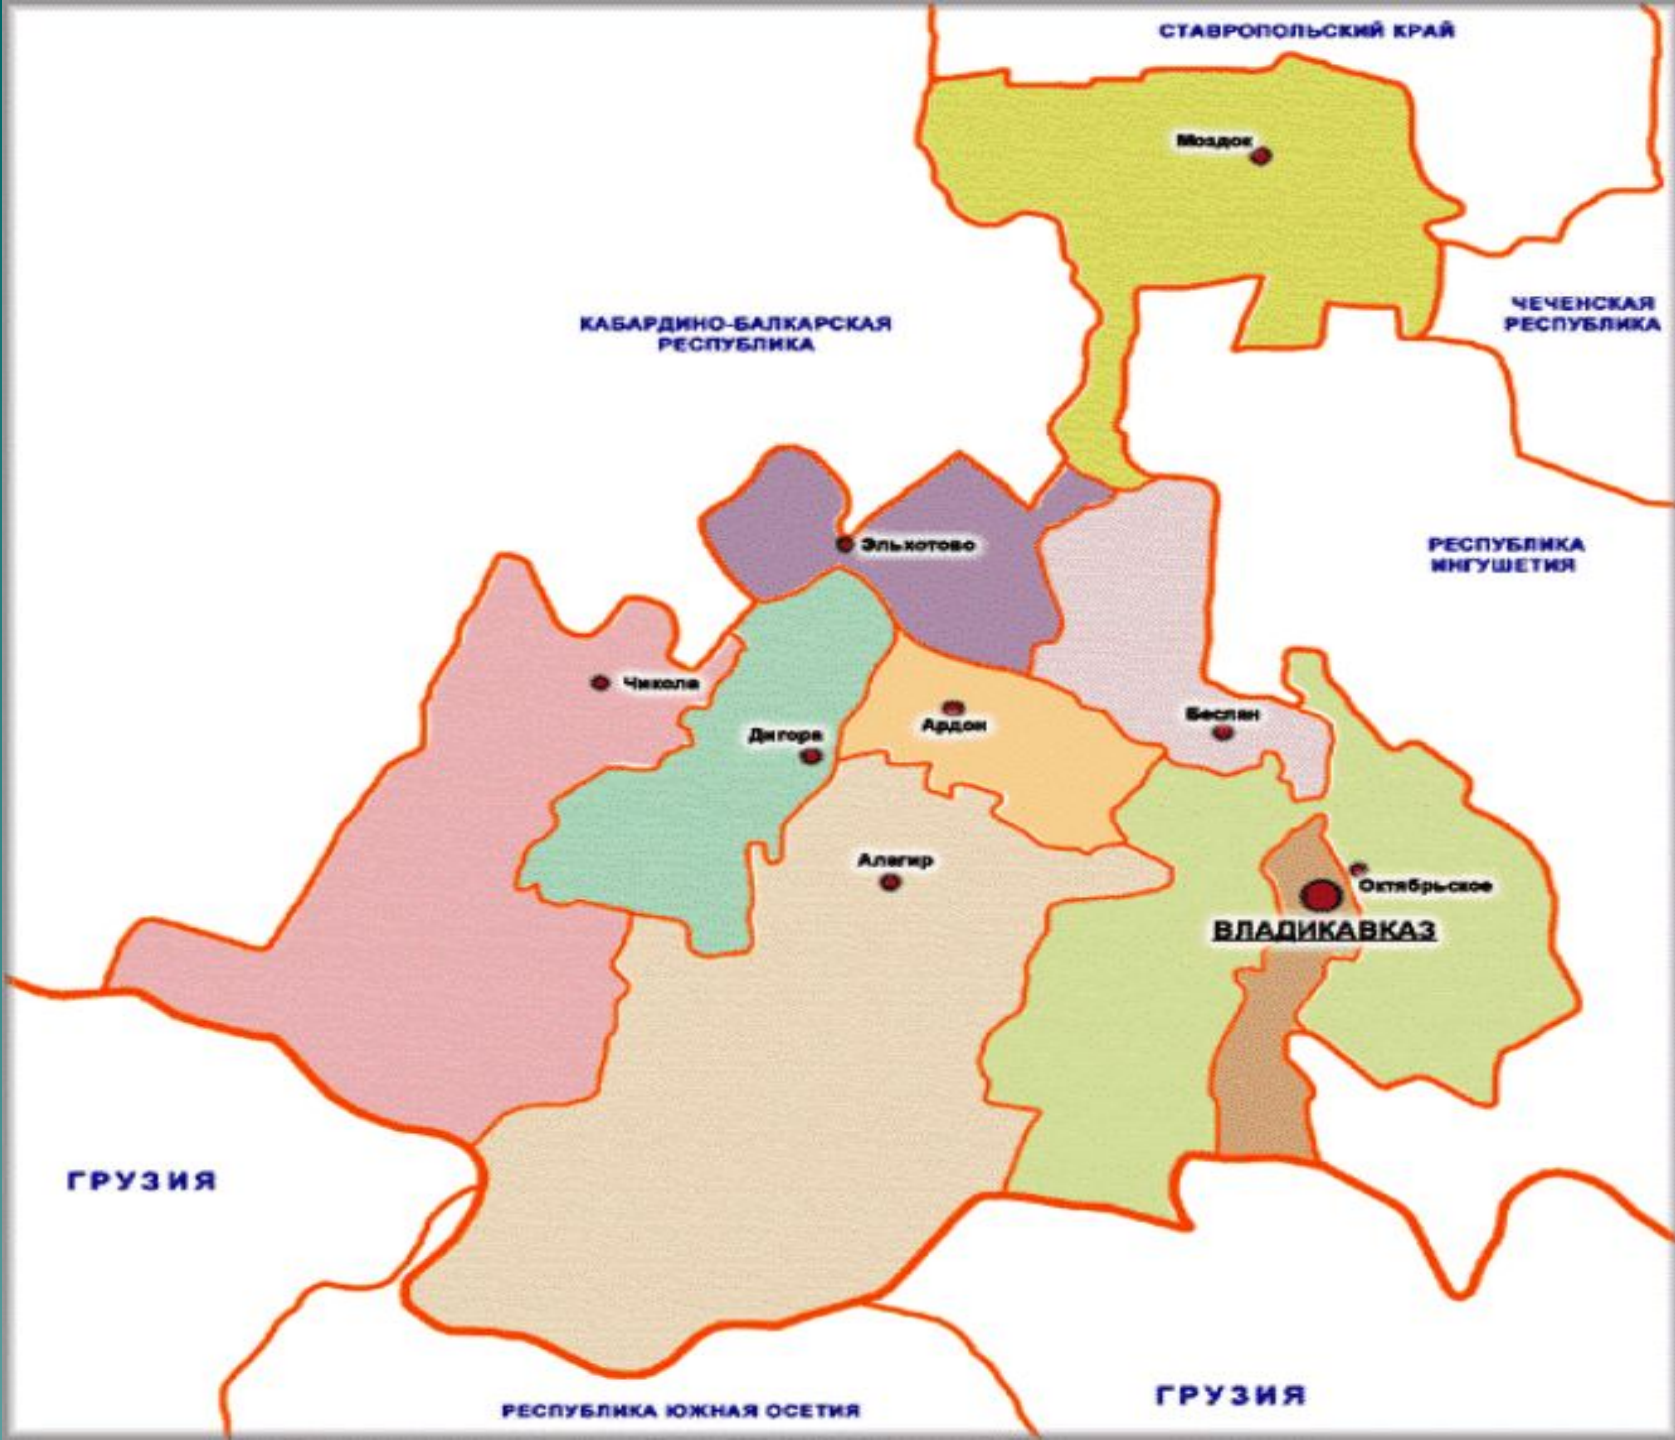 СТАВРОПОЛЬСКИЙ КРАЙ
Моздок
ЧЕЧЕНСКАЯ
РЕСПУБЛИКА
КАБАРДИНО-БАЛКАРСКАЯ
РЕСПУБЛИКА
Эльхотово
РЕСПУБЛИКА
ИНГУШЕТИЯ
Чикола
Дигора
Ардон
Беслан
Алагир
Октябрьское
ВЛАДИКАВКАЗ
ГРУЗИЯ
ГРУЗИЯ
РЕСПУБЛИКА ЮЖНАЯ ОСЕТИЯ